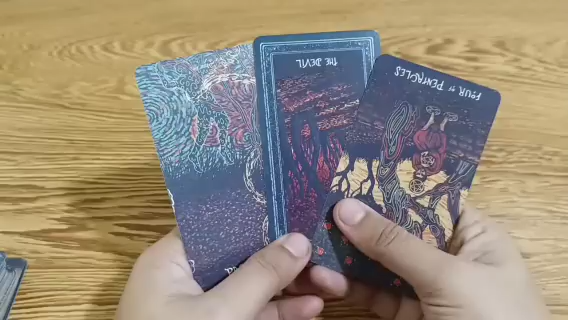 THE DEVIL
FOUR OF PENTACLES